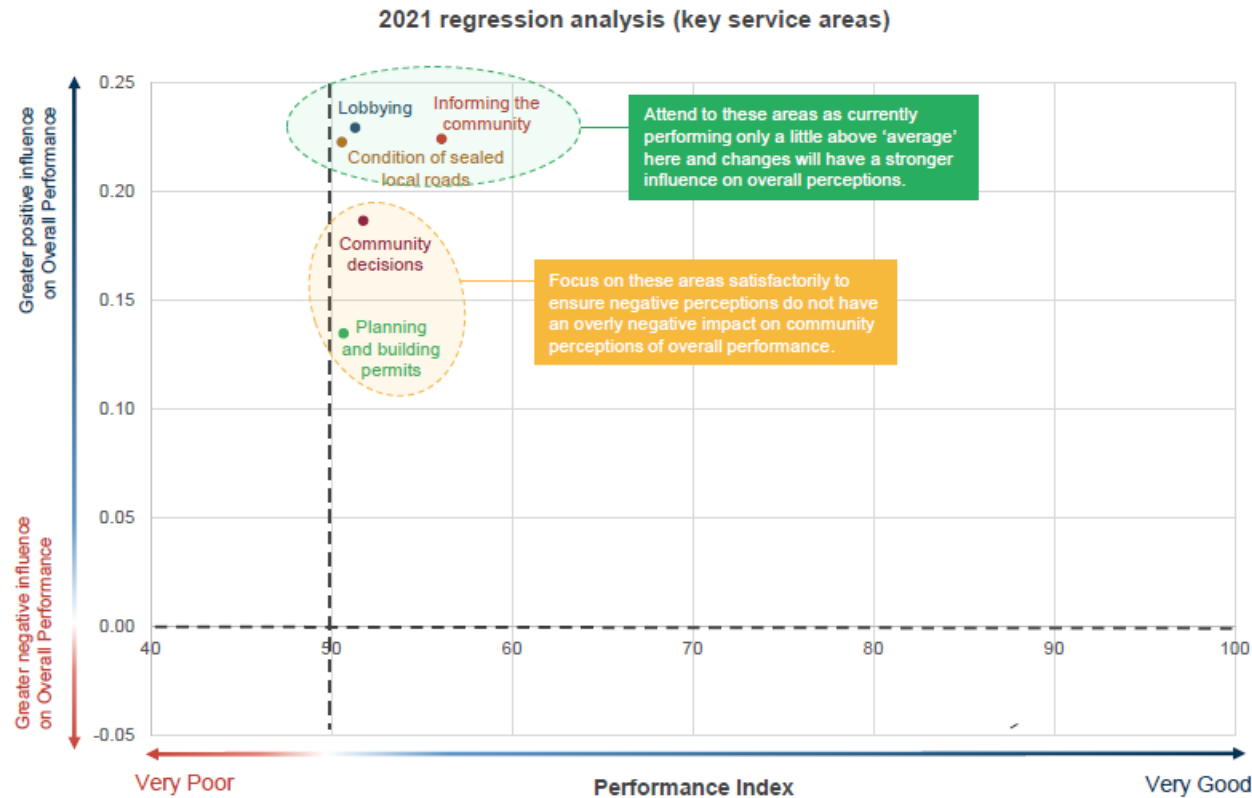 2021 regression analysis (key service areas)
Greater positive influence
on Overall Performance
Greater negative influence
on Overall Performance
0.25
0.20
0.15
0.10
0.05
0.00
-0.05
Lobbying
Informing the
community
Condition of sealed
local roads
Attend to these areas as currently
performing only a little above ‘average’
here and changes will have a stronger
influence on overall perceptions.
Community
decisions
Planning
and building
permits
Focus on these areas satisfactorily to
ensure negative perceptions do not have
an overly negative impact on community
perceptions of overall performance.
40 50 60 70 80 90 100
Very Poor
Performance Index
Very Good